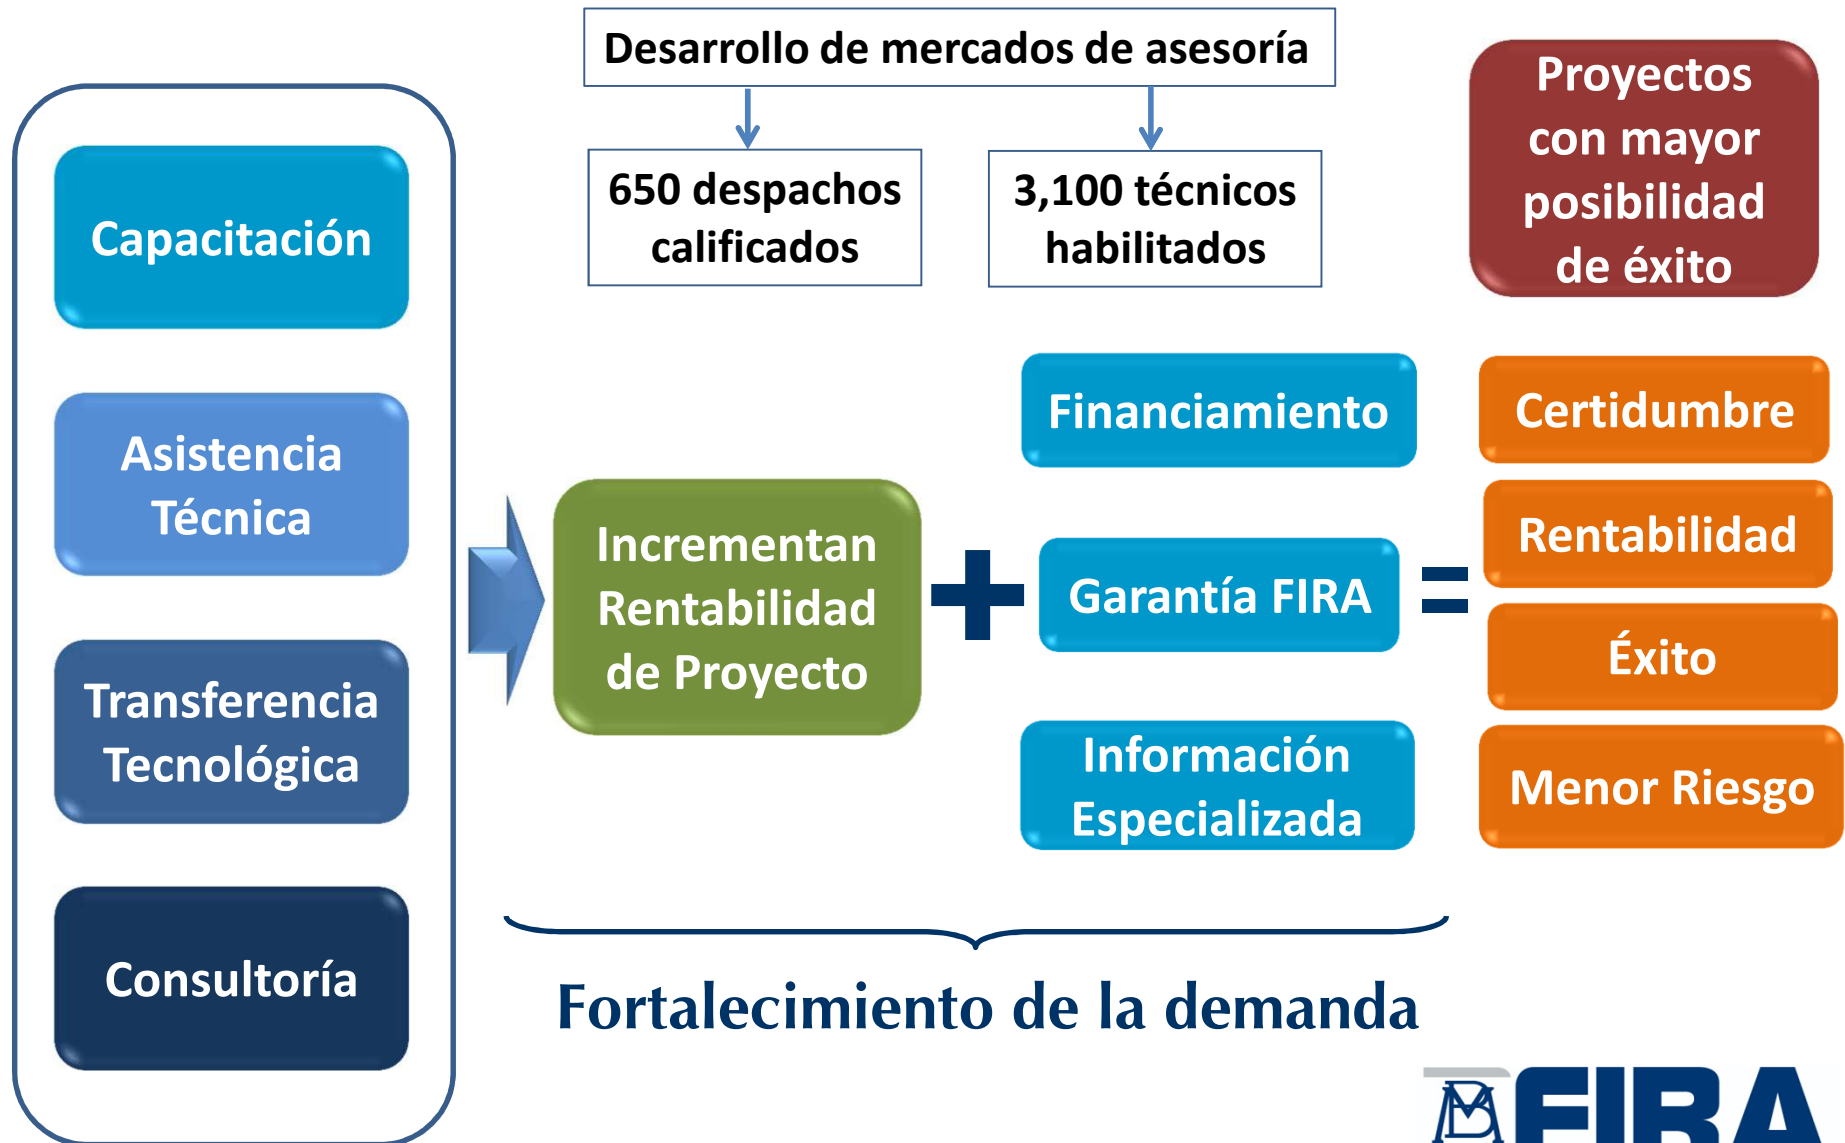 Desarrollo de mercados de asesoría
650 despachos
calificados
3,100 técnicos
habilitados
Proyectos
con mayor
posibilidad
de éxito
Capacitación
Asistencia
Técnica
Transferencia
Tecnológica
Consultoría
Incrementan
Rentabilidad
de Proyecto
+
Financiamiento
Garantía FIRA
Información
Especializada
=
Certidumbre
Rentabilidad
Éxito
Menor Riesgo
Fortalecimiento de la demanda
FIRA